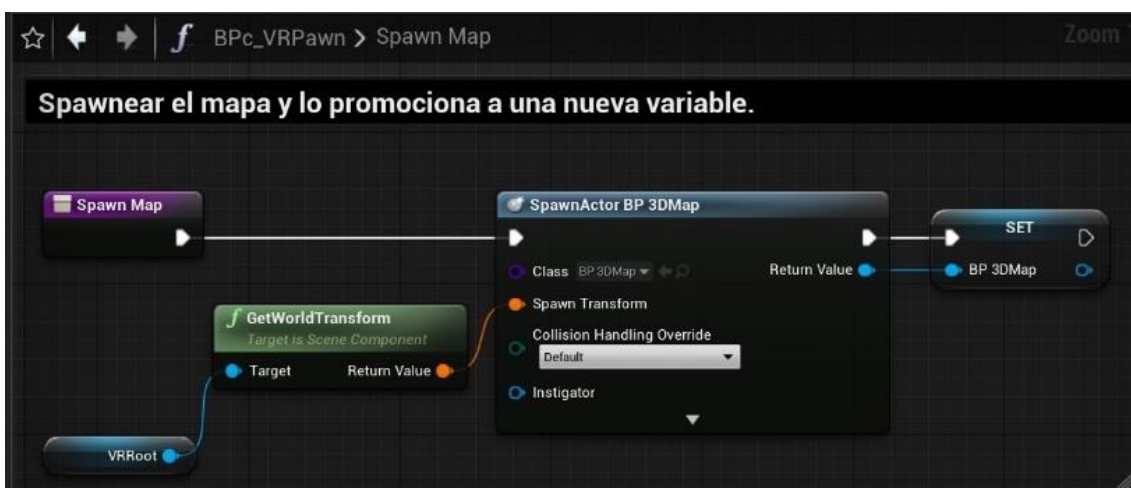 BPc_VRPawn > Spawn Map
Zoom
Spawnear el mapa y lo promociona a una nueva variable.
Spawn Map
SpawnActor BP 3DMap
Class BP 3DMap
Return Value
Spawn Transform
Collision Handling Override
Default
Instigator
SET
BP 3DMap
GetWorldTransform
Target is Scene Component
Target Return Value
VRRoot